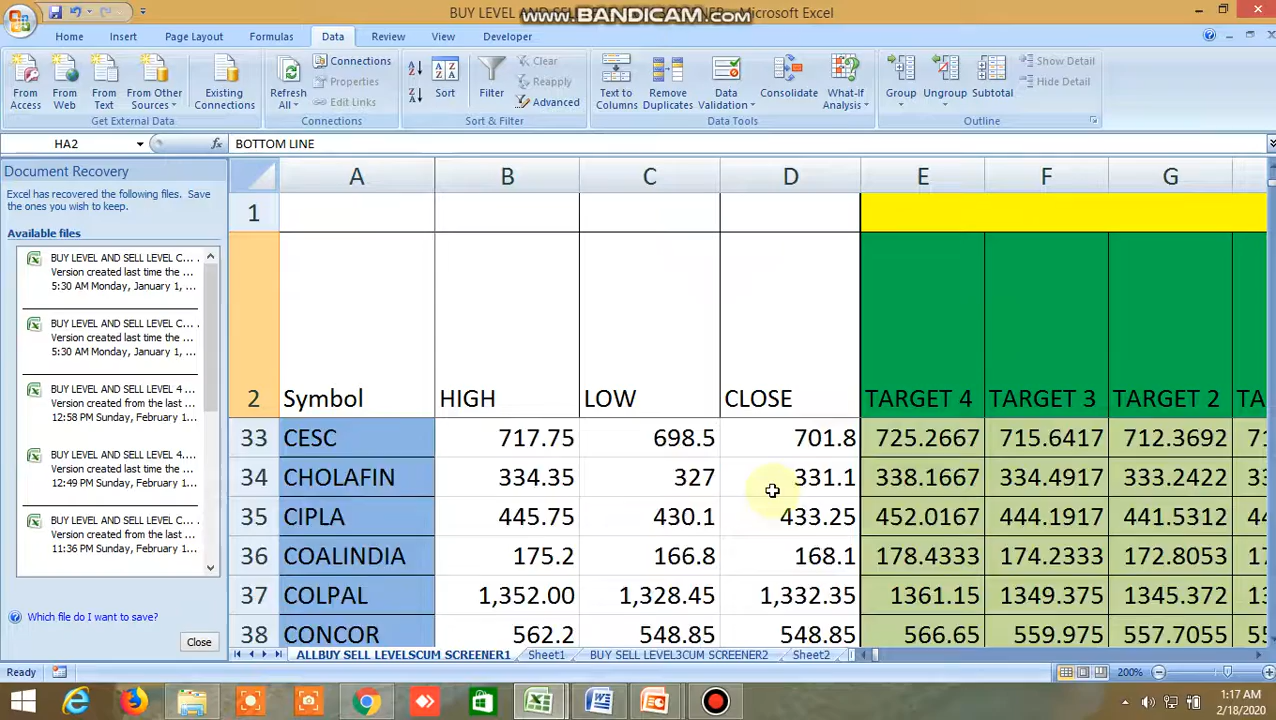 BUY LEVEL AND S
NER - Microsoft Excel
www.BANDICAM.com
Home Insert Page Layout Formulas Data Review View Developer
From Access
From Web
From Text
From Other Sources
Existing Connections
Get External Data
Refresh All
Connections
Properties
Edit Links
Connections
Sort
Filter
Clear
Reapply
Advanced
Sort & Filter
Text to Columns
Remove Duplicates
Data Validation
Consolidate
What-If Analysis
Data Tools
Group
Ungroup
Subtotal
Show Detail
Hide Detail
Outline
HA2 fx BOTTOM LINE
Document Recovery
Excel has recovered the following files. Save the ones you wish to keep.
Available files
BUY LEVEL AND SELL LEVEL C...
Version created last time the ...
5:30 AM Monday, January 1, ...
BUY LEVEL AND SELL LEVEL C...
Version created last time the ...
5:30 AM Monday, January 1, ...
BUY LEVEL AND SELL LEVEL 4 ...
Version created from the last ...
12:58 PM Sunday, February 1...
BUY LEVEL AND SELL LEVEL 4...
Version created from the last ...
12:49 PM Sunday, February 1...
BUY LEVEL AND SELL LEVEL C...
Version created from the last ...
11:36 PM Sunday, February 1...
Which file do I want to save?
Close
A B C D E F G
1
2 Symbol HIGH LOW CLOSE TARGET 4 TARGET 3 TARGET 2 TA
33 CESC 717.75 698.5 701.8 725.2667 715.6417 712.3692 71
34 CHOLAFIN 334.35 327 331.1 338.1667 334.4917 333.2422 33
35 CIPLA 445.75 430.1 433.25 452.0167 444.1917 441.5312 44
36 COALINDIA 175.2 166.8 168.1 178.4333 174.2333 172.8053 17
37 COLPAL 1,352.00 1,328.45 1,332.35 1361.15 1349.375 1345.372 13
38 CONCOR 562.2 548.85 548.85 566.65 559.975 557.7055 55
ALLBUY SELL LEVELSCUM SCREENER1 Sheet1 BUY SELL LEVEL3CUM SCREENER2 Sheet2
Ready 200%
1:17 AM
2/18/2020